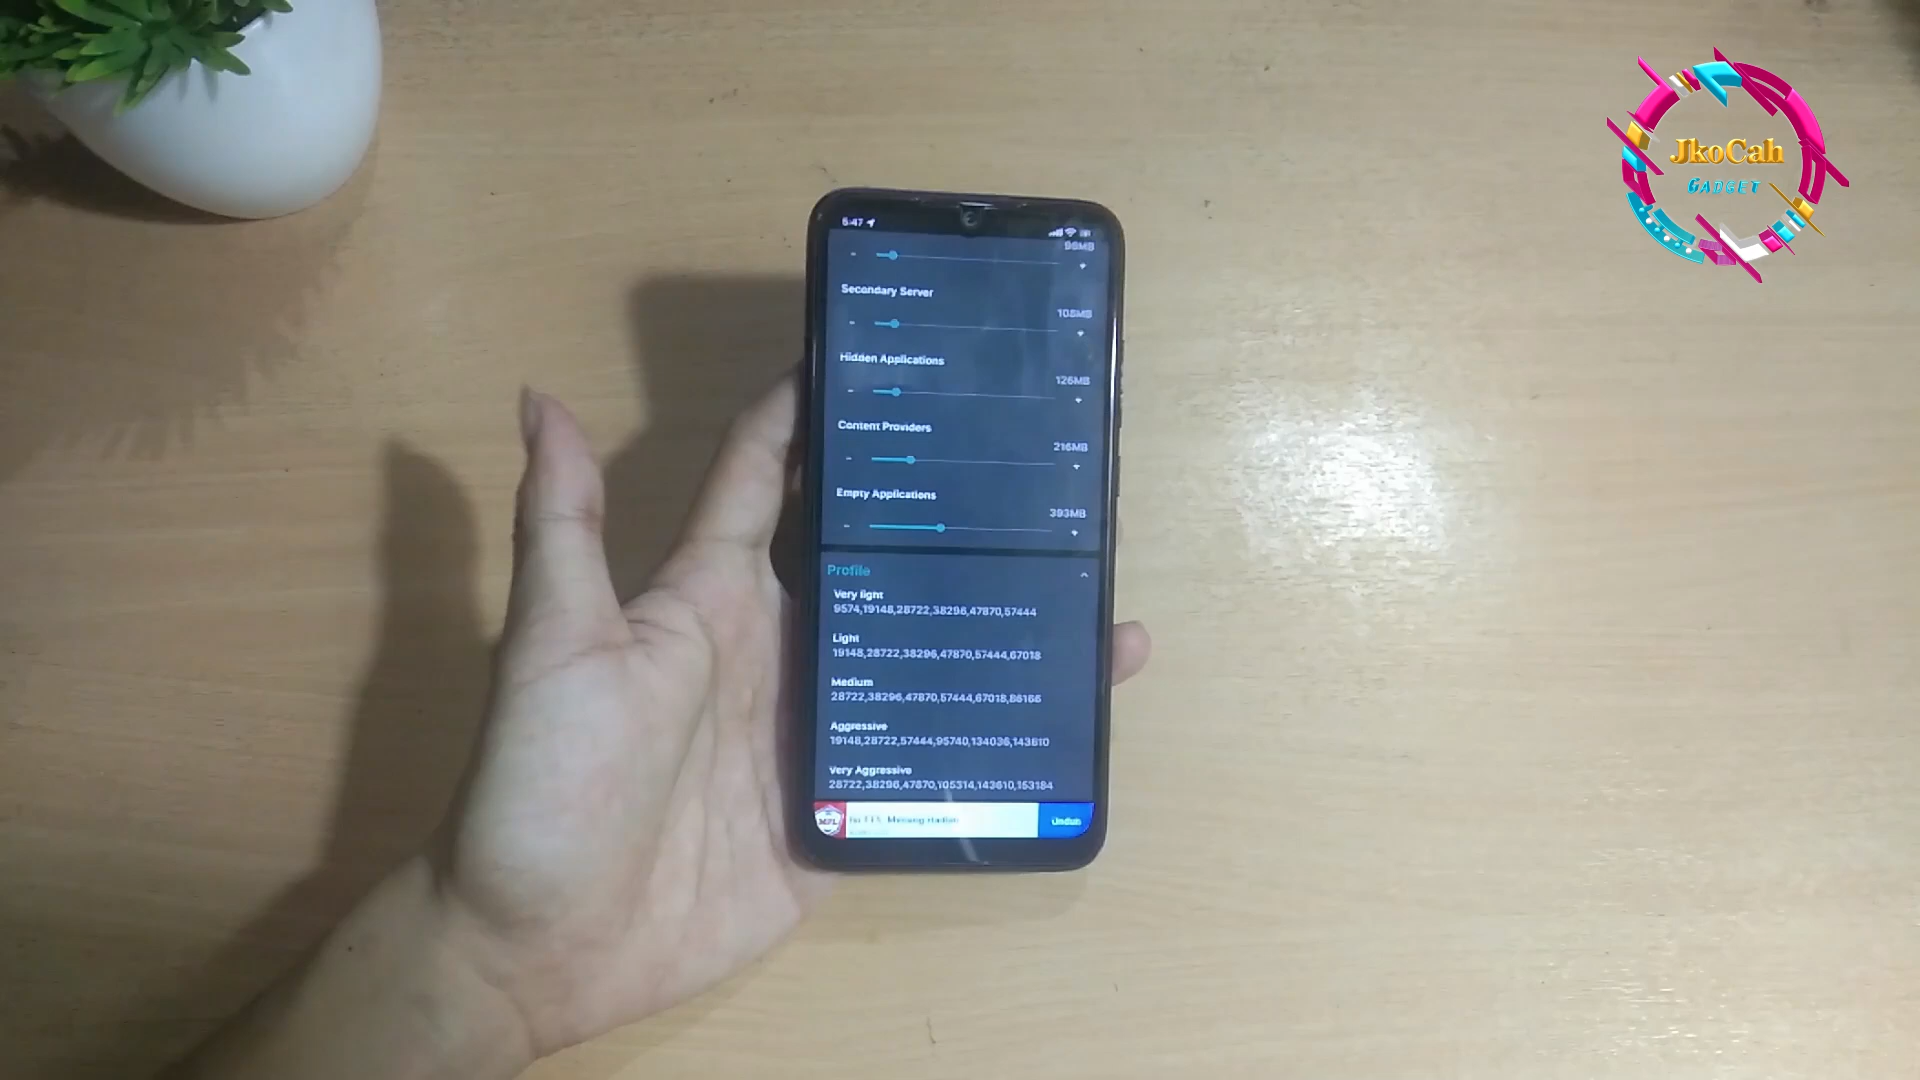 JkoCah
GADGET
5:47
99MB
Secondary Server
108MB
Hidden Applications
126MB
Content Providers
216MB
Empty Applications
393MB
Profile
Very light
9574,19148,28722,38296,47870,57444
Light
19148,28722,38296,47870,57444,67018
Medium
28722,38296,47870,57444,67018,86166
Aggressive
19148,28722,57444,95740,134036,143610
Very Aggressive
28722,38296,47870,105314,143610,153184
MPL